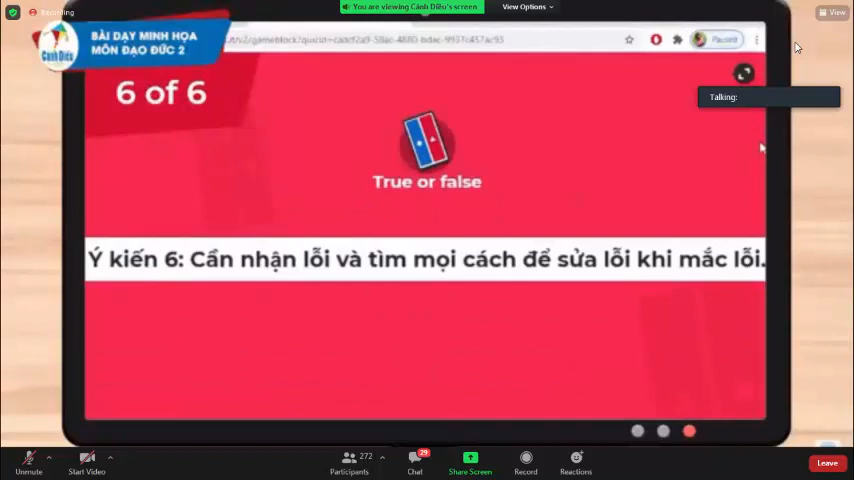 Recording
You are viewing Cánh Diều's screen
View Options
View
BÀI DẠY MINH HỌA
MÔN ĐẠO ĐỨC 2
Cánh Diều
Paused
6 of 6
Talking:
True or false
Ý kiến 6: Cần nhận lỗi và tìm mọi cách để sửa lỗi khi mắc lỗi.
Unmute
Start Video
272
Participants
29
Chat
Share Screen
Record
Reactions
Leave